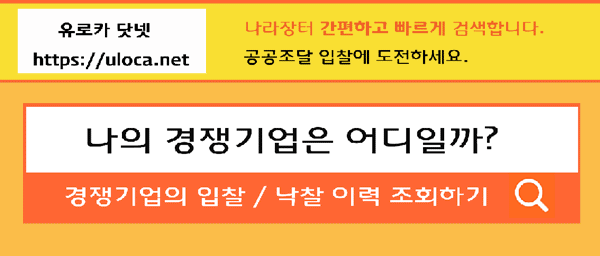 유로카 닷넷
https://uloca.net
나라장터 간편하고 빠르게 검색합니다.
공공조달 입찰에 도전하세요.
나의 경쟁기업은 어디일까?
경쟁기업의 입찰 / 낙찰 이력 조회하기